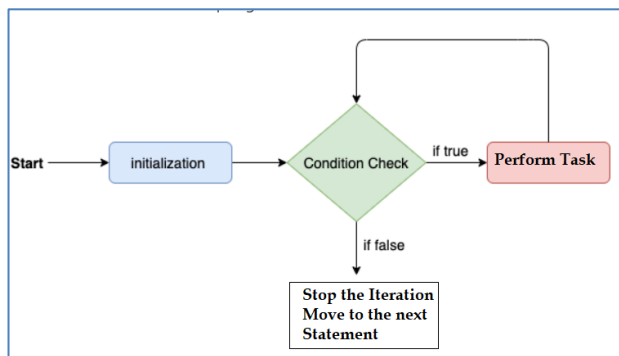 Start
initialization
Condition Check
if true
Perform Task
if false
Stop the Iteration
Move to the next
Statement